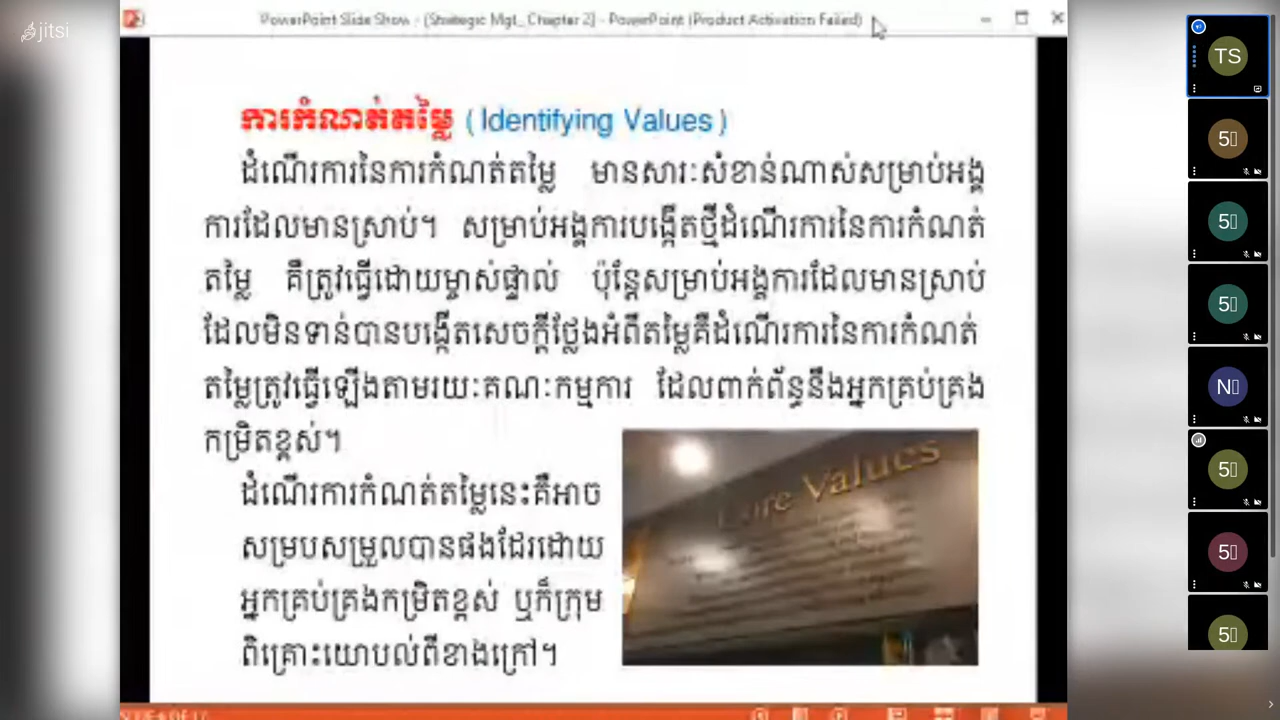 jitsi
PowerPoint Slide Show - [Strategic Mgt_ Chapter 2] - PowerPoint (Product Activation Failed)
ការកំណត់តម្លៃ ( Identifying Values )
ដំណើរការនៃការកំណត់តម្លៃ មានសារៈសំខាន់ណាស់សម្រាប់អង្គ
ការដែលមានស្រាប់។ សម្រាប់អង្គការបង្កើតថ្មីដំណើរការនៃការកំណត់
តម្លៃ គឺត្រូវធ្វើដោយម្ចាស់ផ្ទាល់ ប៉ុន្តែសម្រាប់អង្គការដែលមានស្រាប់
ដែលមិនទាន់បានបង្កើតសេចក្តីថ្លែងអំពីតម្លៃគឺដំណើរការនៃការកំណត់
តម្លៃត្រូវធ្វើឡើងតាមរយៈគណៈកម្មការ ដែលពាក់ព័ន្ធនឹងអ្នកគ្រប់គ្រង
កម្រិតខ្ពស់។
ដំណើរការកំណត់តម្លៃនេះគឺអាច
សម្របសម្រួលបានផងដែរដោយ
អ្នកគ្រប់គ្រងកម្រិតខ្ពស់ ឬក៏ក្រុម
ពិគ្រោះយោបល់ពីខាងក្រៅ។
Core Values
TS
5
5
5
N
5
5
5